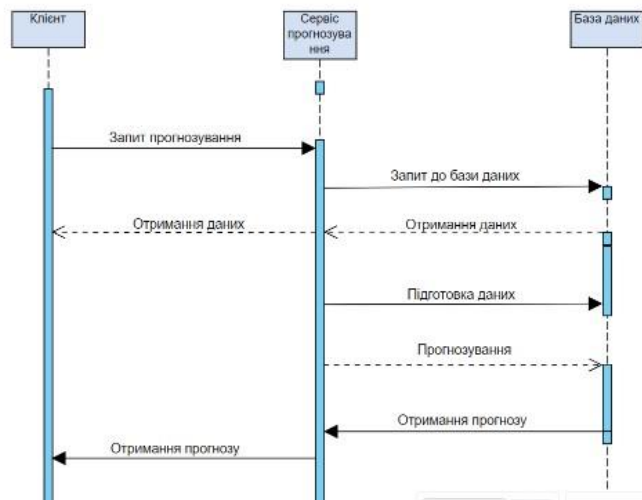 Клієнт
Сервіс
прогнозува
ння
База даних
Запит прогнозування
Запит до бази даних
Отримання даних
Отримання даних
Підготовка даних
Прогнозування
Отримання прогнозу
Отримання прогнозу